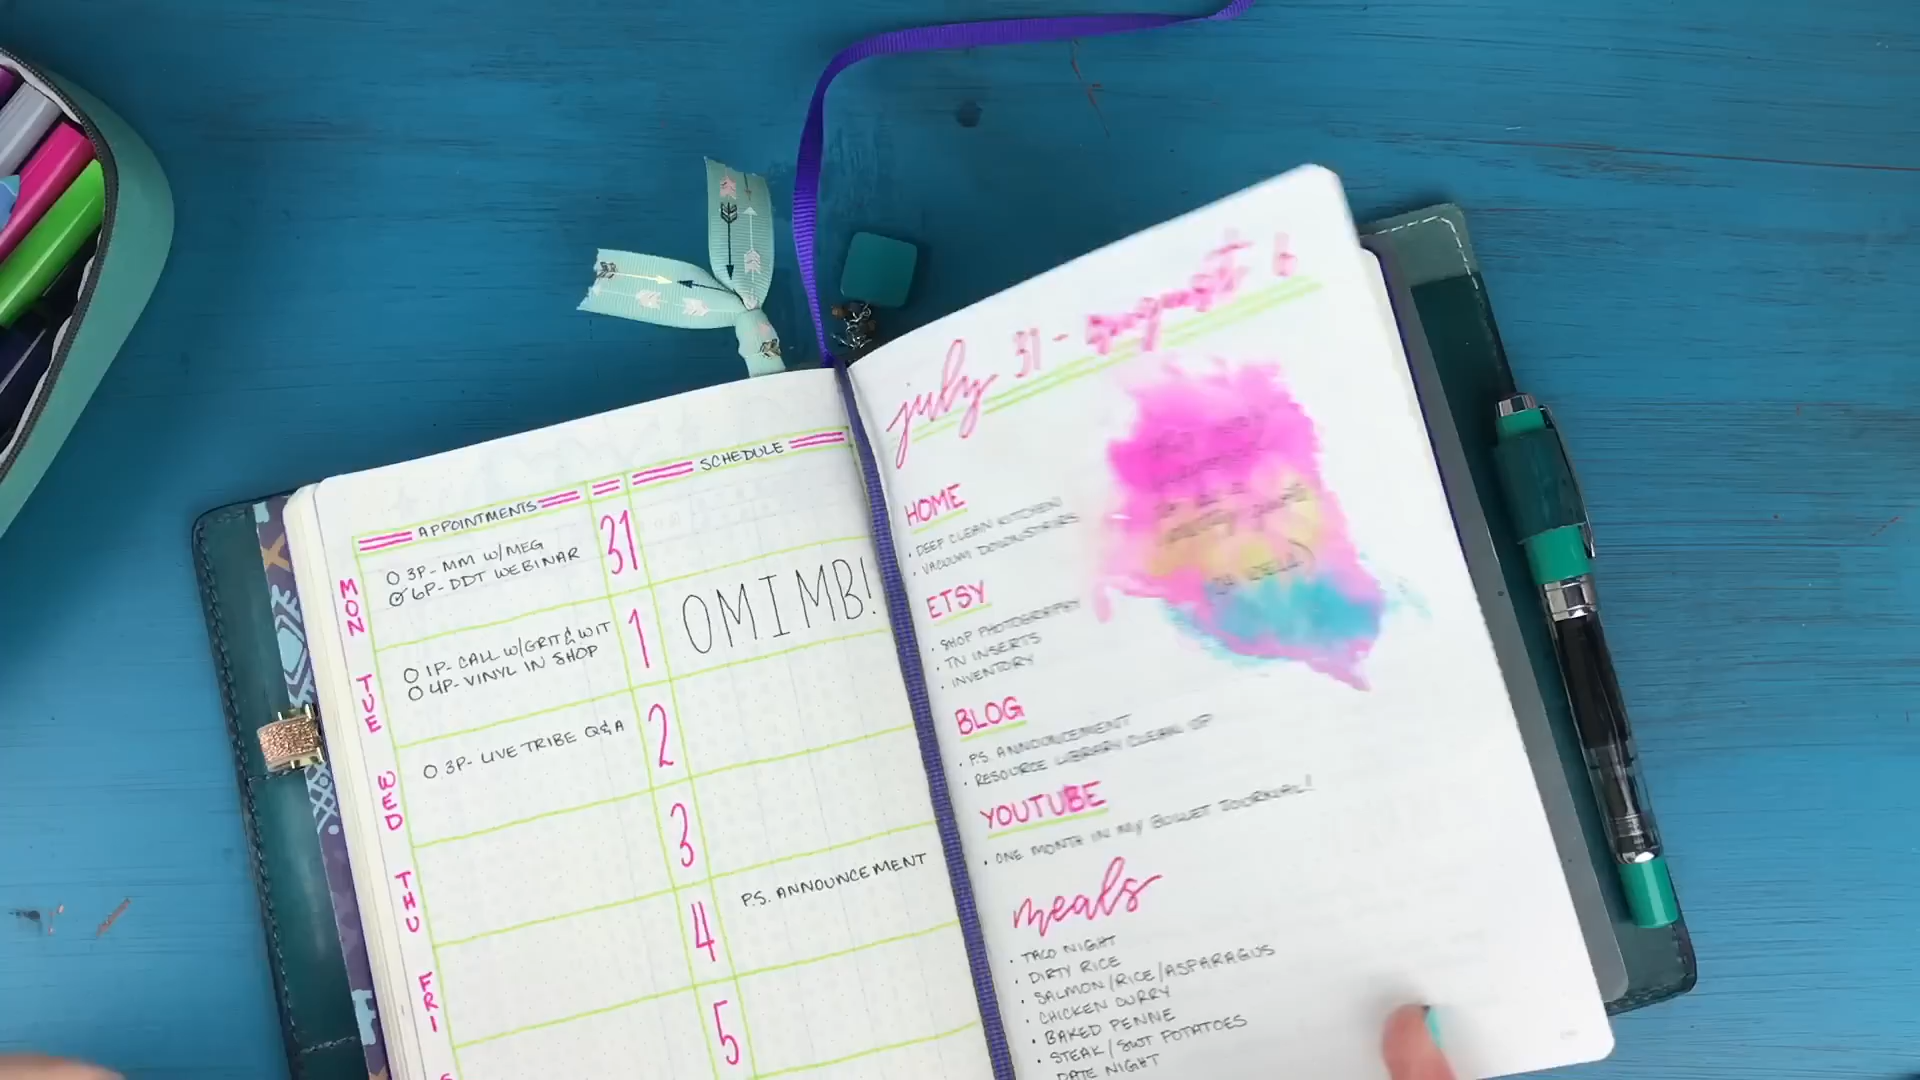 APPOINTMENTS
SCHEDULE
MON
31
O 3P- MM W/MEG
O 6P- DDT WEBINAR
TUE
1
O 1P- CALL W/GRIT & WIT
O 4P- VINYL IN SHOP
OMIMB!
WED
2
O 3P- LIVE TRIBE Q&A
THU
3
FRI
4
P.S. ANNOUNCEMENT
S
5
july 31 - august 6
HOME
• DEEP CLEAN KITCHEN
• VACUUM DOWNSTAIRS
ETSY
• SHOP PHOTOGRAPHY
• TN INSERTS
• INVENTORY
BLOG
• P.S. ANNOUNCEMENT
• RESOURCE LIBRARY CLEAN UP
YOUTUBE
• ONE MONTH IN MY BULLET JOURNAL!
meals
• TACO NIGHT
• DIRTY RICE
• SALMON/RICE/ASPARAGUS
• CHICKEN CURRY
• BAKED PENNE
• STEAK/SWT POTATOES
DATE NIGHT